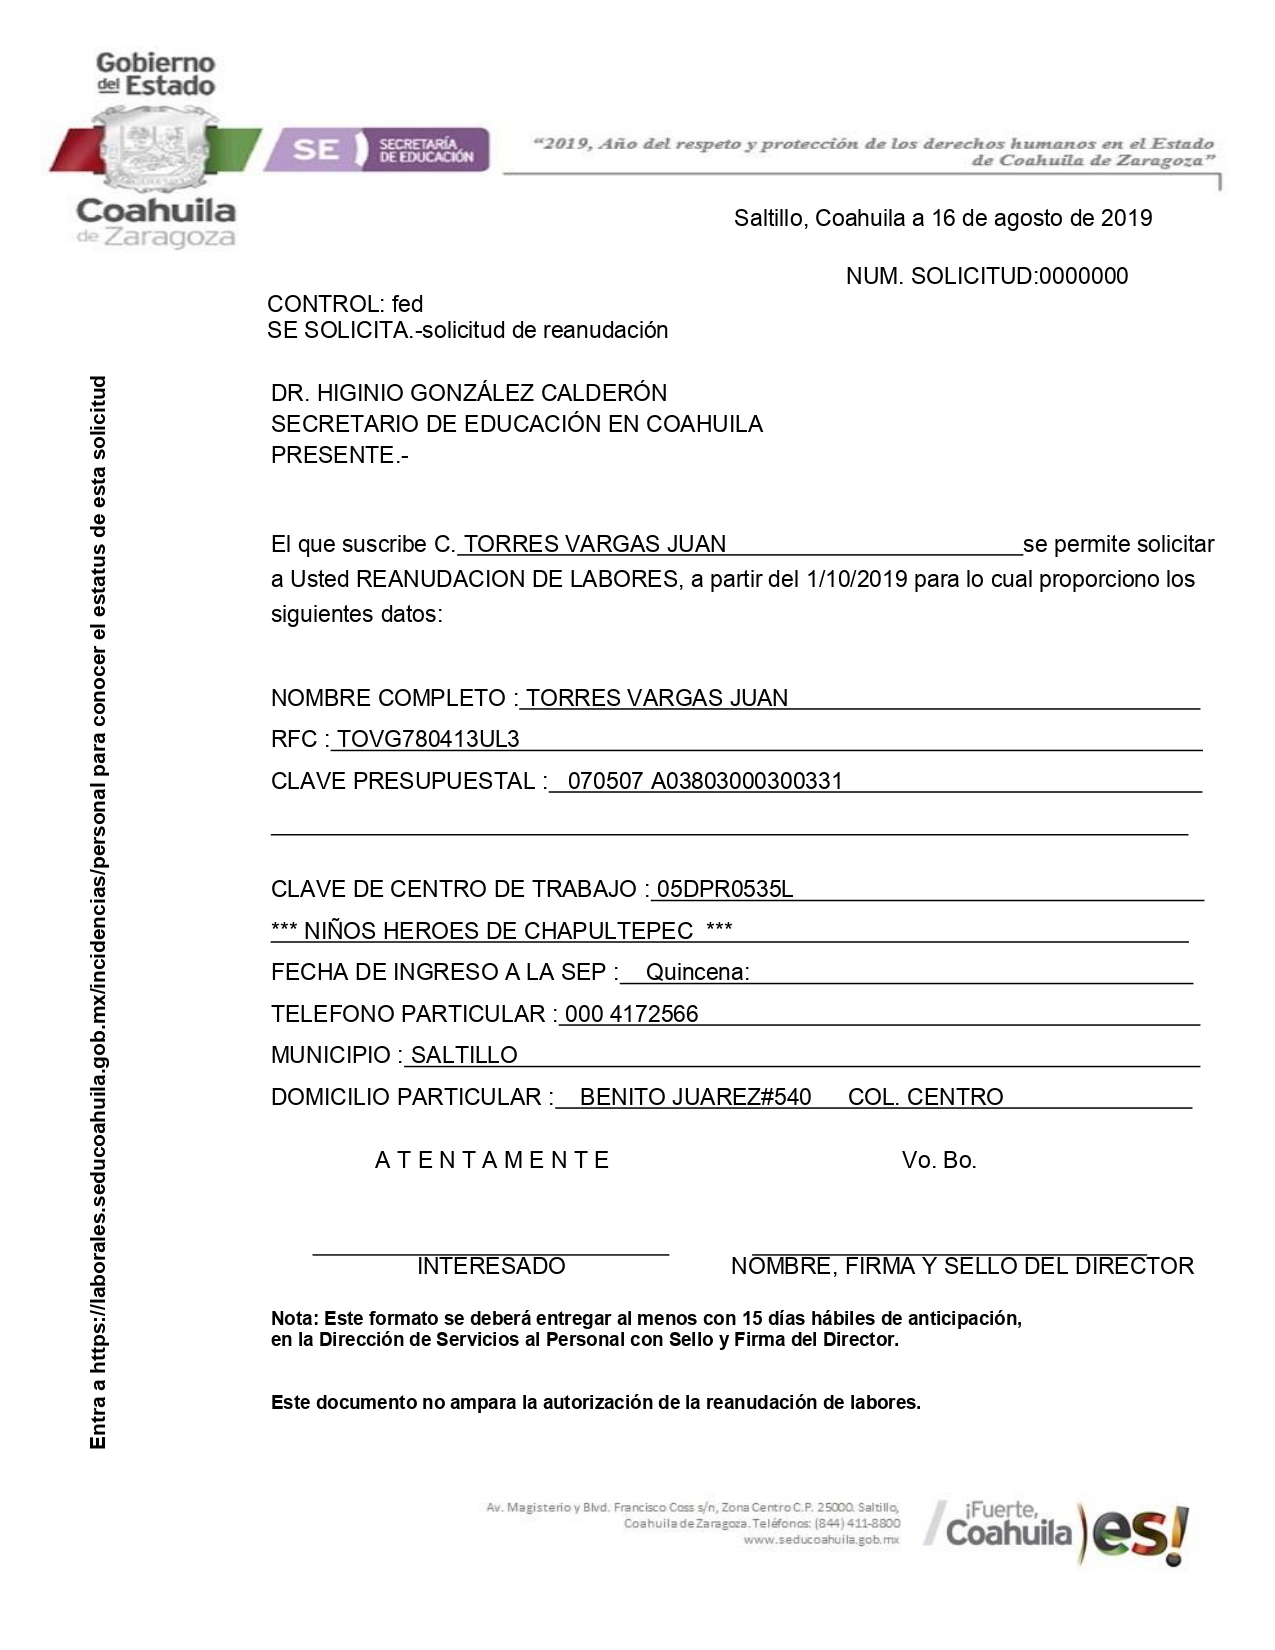 Gobierno
del Estado
Coahuila
de Zaragoza
SE
SECRETARÍA
DE EDUCACIÓN
“2019, Año del respeto y protección de los derechos humanos en el Estado
de Coahuila de Zaragoza”
Saltillo, Coahuila a 16 de agosto de 2019
NUM. SOLICITUD:0000000
CONTROL: fed
SE SOLICITA.-solicitud de reanudación
DR. HIGINIO GONZÁLEZ CALDERÓN
SECRETARIO DE EDUCACIÓN EN COAHUILA
PRESENTE.-
El que suscribe C. TORRES VARGAS JUAN se permite solicitar
a Usted REANUDACION DE LABORES, a partir del 1/10/2019 para lo cual proporciono los
siguientes datos:
NOMBRE COMPLETO : TORRES VARGAS JUAN
RFC : TOVG780413UL3
CLAVE PRESUPUESTAL : 070507 A03803000300331
CLAVE DE CENTRO DE TRABAJO : 05DPR0535L
*** NIÑOS HEROES DE CHAPULTEPEC ***
FECHA DE INGRESO A LA SEP : Quincena:
TELEFONO PARTICULAR : 000 4172566
MUNICIPIO : SALTILLO
DOMICILIO PARTICULAR : BENITO JUAREZ#540 COL. CENTRO
A T E N T A M E N T E Vo. Bo.
INTERESADO NOMBRE, FIRMA Y SELLO DEL DIRECTOR
Nota: Este formato se deberá entregar al menos con 15 días hábiles de anticipación,
en la Dirección de Servicios al Personal con Sello y Firma del Director.
Este documento no ampara la autorización de la reanudación de labores.
Entra a https://laborales.seducoahuila.gob.mx/incidencias/personal para conocer el estatus de esta solicitud
Av. Magisterio y Blvd. Francisco Coss s/n, Zona Centro C.P. 25000. Saltillo,
Coahuila de Zaragoza. Teléfonos: (844) 411-8800
www.seducoahuila.gob.mx
¡Fuerte,
Coahuila es!